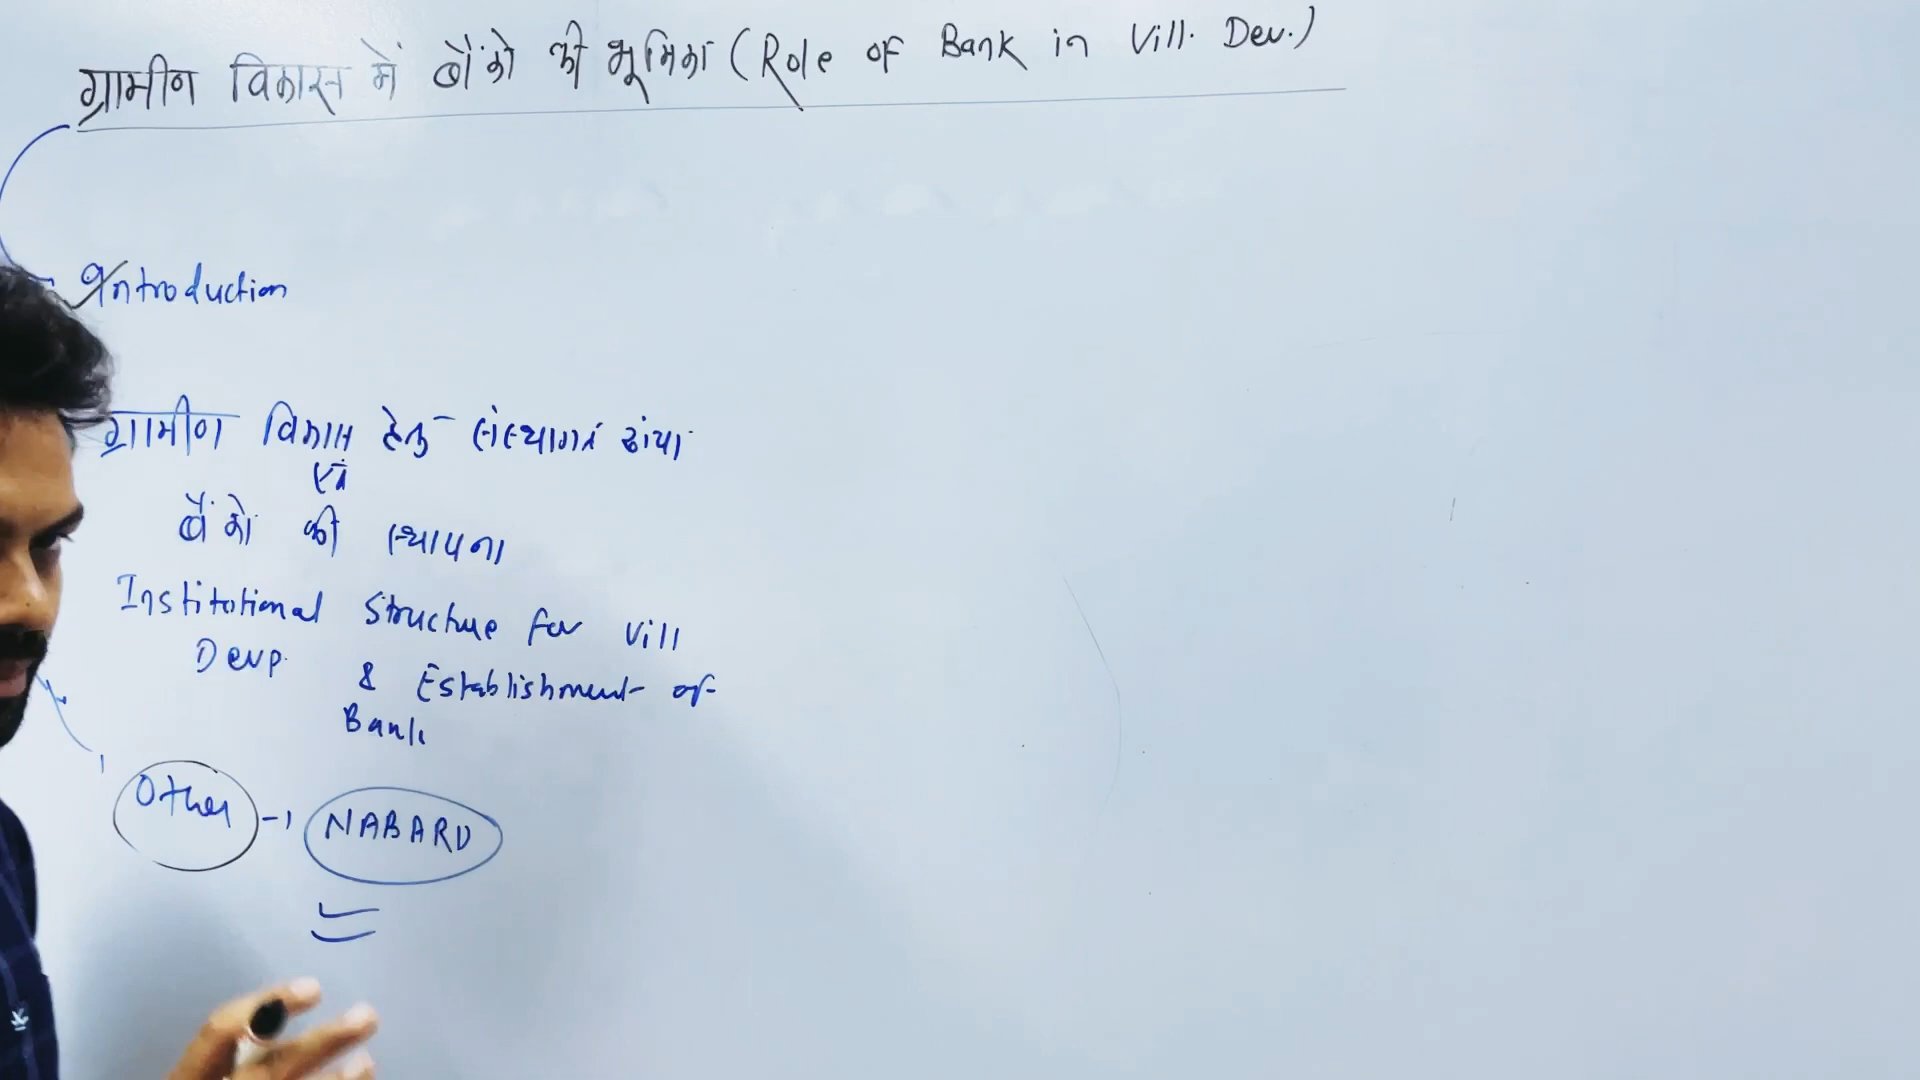 ग्रामीण विकास में बैंको की भूमिका (Role of Bank in Vill. Dev.)
Introduction
ग्रामीण विकास हेतु संस्थागत ढांचा
एवं
बैंको की स्थापना
Institutional Structure for Vill
Devp. & Establishment of
Bank
Other NABARD